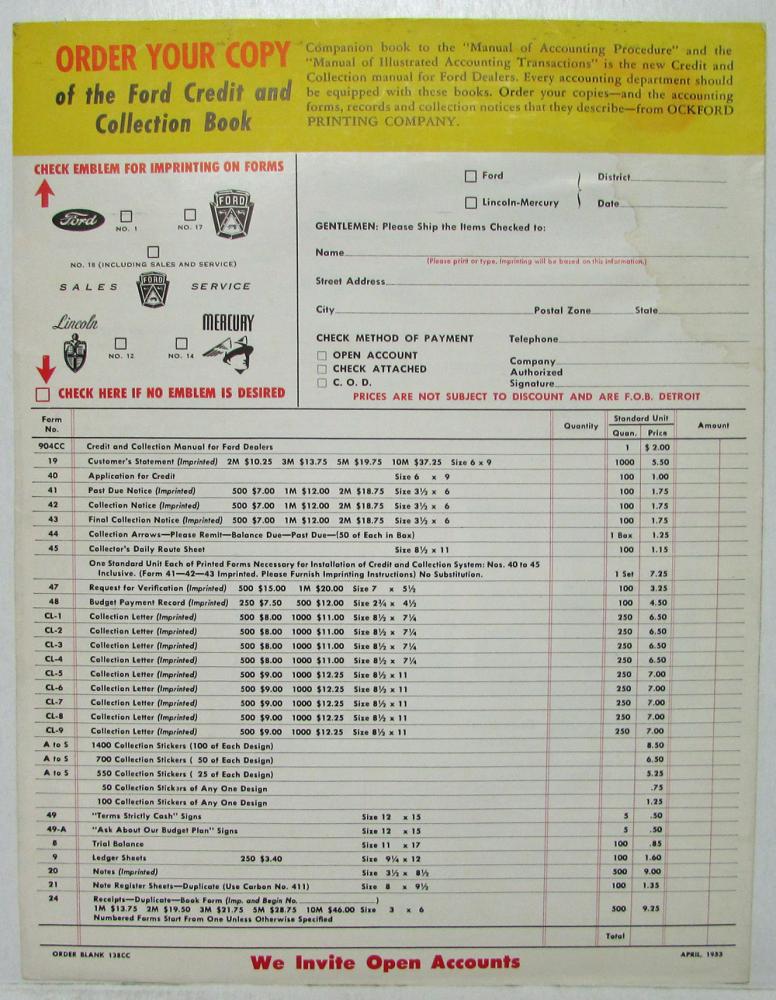 ORDER YOUR COPY
of the Ford Credit and
Collection Book
Companion book to the "Manual of Accounting Procedure" and the
"Manual of Illustrated Accounting Transactions" is the new Credit and
Collection manual for Ford Dealers. Every accounting department should
be equipped with these books. Order your copies—and the accounting
forms, records and collection notices that they describe—from OCKFORD
PRINTING COMPANY.
CHECK EMBLEM FOR IMPRINTING ON FORMS
Ford
NO. 1
NO. 17
FORD
NO. 18 (INCLUDING SALES AND SERVICE)
SALES
FORD
SERVICE
Lincoln
MERCURY
NO. 12
NO. 14
CHECK HERE IF NO EMBLEM IS DESIRED
Ford
District
Lincoln-Mercury
Date
GENTLEMEN: Please Ship the Items Checked to:
Name
(Please print or type. Imprinting will be based on this information.)
Street Address
City Postal Zone State
CHECK METHOD OF PAYMENT
OPEN ACCOUNT
CHECK ATTACHED
C. O. D.
Telephone
Company
Authorized
Signature
PRICES ARE NOT SUBJECT TO DISCOUNT AND ARE F.O.B. DETROIT
Form No. Quantity Standard Unit Quan. Price Amount
904CC Credit and Collection Manual for Ford Dealers 1 $ 2.00
19 Customer's Statement (Imprinted) 2M $10.25 3M $13.75 5M $19.75 10M $37.25 Size 6 x 9 1000 5.50
40 Application for Credit Size 6 x 9 100 1.00
41 Past Due Notice (Imprinted) 500 $7.00 1M $12.00 2M $18.75 Size 3½ x 6 100 1.75
42 Collection Notice (Imprinted) 500 $7.00 1M $12.00 2M $18.75 Size 3½ x 6 100 1.75
43 Final Collection Notice (Imprinted) 500 $7.00 1M $12.00 2M $18.75 Size 3½ x 6 100 1.75
44 Collection Arrows—Please Remit—Balance Due—Past Due—(50 of Each in Box) 1 Box 1.25
45 Collector's Daily Route Sheet Size 8½ x 11 100 1.15
One Standard Unit Each of Printed Forms Necessary for Installation of Credit and Collection System: Nos. 40 to 45
Inclusive. (Form 41—42—43 Imprinted. Please Furnish Imprinting Instructions) No Substitution. 1 Set 7.25
47 Request for Verification (Imprinted) 500 $15.00 1M $20.00 Size 7 x 5½ 100 3.25
48 Budget Payment Record (Imprinted) 250 $7.50 500 $12.00 Size 2¾ x 4½ 100 4.50
CL-1 Collection Letter (Imprinted) 500 $8.00 1000 $11.00 Size 8½ x 7¼ 250 6.50
CL-2 Collection Letter (Imprinted) 500 $8.00 1000 $11.00 Size 8½ x 7¼ 250 6.50
CL-3 Collection Letter (Imprinted) 500 $8.00 1000 $11.00 Size 8½ x 7¼ 250 6.50
CL-4 Collection Letter (Imprinted) 500 $8.00 1000 $11.00 Size 8½ x 7¼ 250 6.50
CL-5 Collection Letter (Imprinted) 500 $9.00 1000 $12.25 Size 8½ x 11 250 7.00
CL-6 Collection Letter (Imprinted) 500 $9.00 1000 $12.25 Size 8½ x 11 250 7.00
CL-7 Collection Letter (Imprinted) 500 $9.00 1000 $12.25 Size 8½ x 11 250 7.00
CL-8 Collection Letter (Imprinted) 500 $9.00 1000 $12.25 Size 8½ x 11 250 7.00
CL-9 Collection Letter (Imprinted) 500 $9.00 1000 $12.25 Size 8½ x 11 250 7.00
A to S 1400 Collection Stickers (100 of Each Design) 8.50
A to S 700 Collection Stickers ( 50 of Each Design) 6.50
A to S 550 Collection Stickers ( 25 of Each Design) 5.25
50 Collection Stickers of Any One Design .75
100 Collection Stickers of Any One Design 1.25
49 "Terms Strictly Cash" Signs Size 12 x 15 5 .50
49-A "Ask About Our Budget Plan" Signs Size 12 x 15 5 .50
8 Trial Balance Size 11 x 17 100 .85
9 Ledger Sheets 250 $3.40 Size 9¼ x 12 100 1.60
20 Notes (Imprinted) Size 3½ x 8½ 500 9.00
21 Note Register Sheets—Duplicate (Use Carbon No. 411) Size 8 x 9½ 100 1.35
24 Receipts—Duplicate—Book Form (Imp. and Begin No. )
1M $13.75 2M $19.50 3M $21.75 5M $28.75 10M $46.00 Size 3 x 6 500 9.25
Numbered Forms Start From One Unless Otherwise Specified
Total
ORDER BLANK 138CC
We Invite Open Accounts
APRIL, 1953